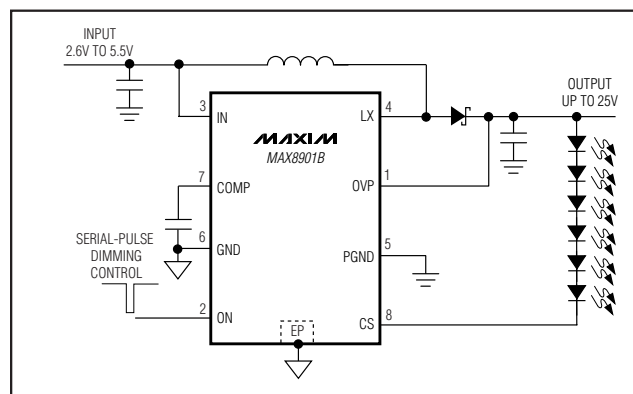 INPUT
2.6V TO 5.5V
OUTPUT
UP TO 25V
3
IN
LX
4
MAXIM
MAX8901B
7
COMP
OVP
1
6
GND
PGND
5
SERIAL-PULSE
DIMMING
CONTROL
2
ON
EP
CS
8